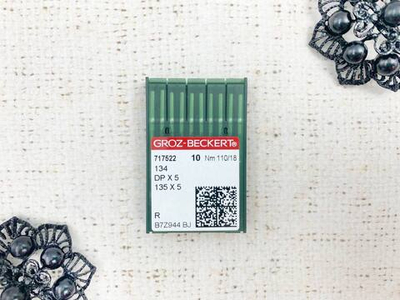 GROZ-BECKERT®
717522 10 Nm 110/18
134
DP X 5
135 X 5
R
B7Z944 BJ